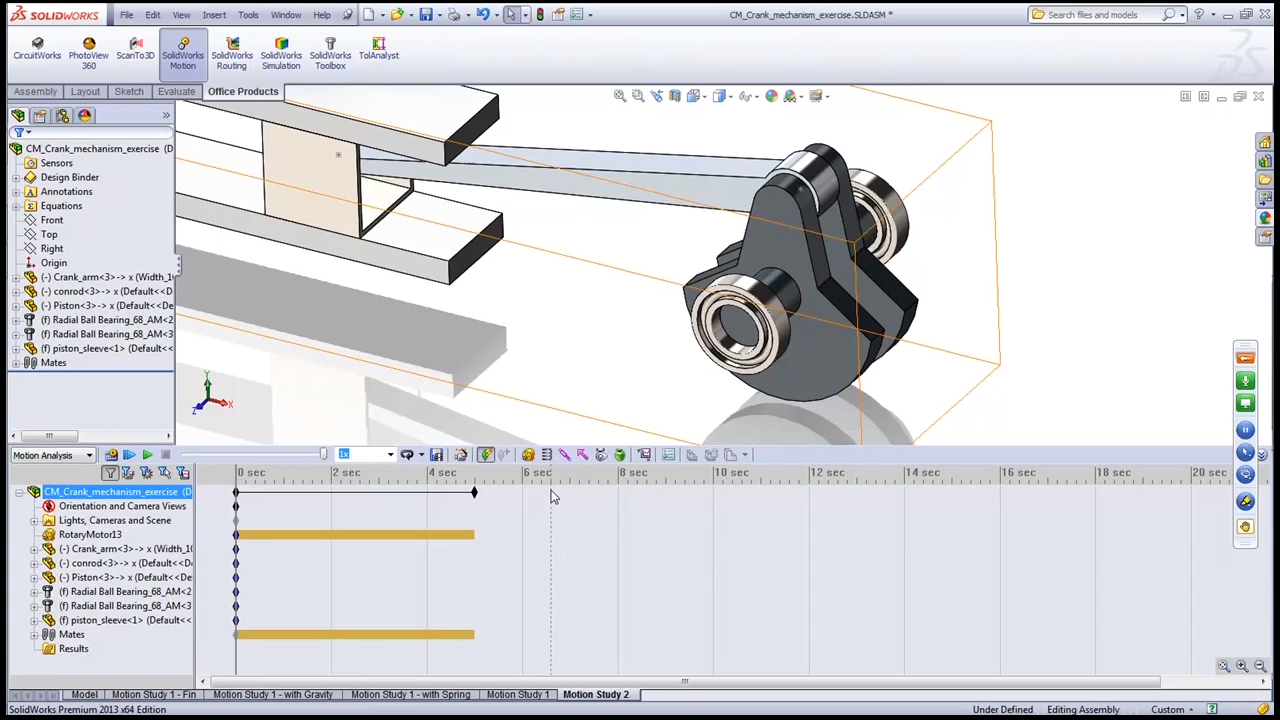 SOLIDWORKS File Edit View Insert Tools Window Help CM_Crank_mechanism_exercise.SLDASM * Search files and models
CircuitWorks PhotoView 360 ScanTo3D SolidWorks Motion SolidWorks Routing SolidWorks Simulation SolidWorks Toolbox TolAnalyst
Assembly Layout Sketch Evaluate Office Products
CM_Crank_mechanism_exercise (D
Sensors
Design Binder
Annotations
Equations
Front
Top
Right
Origin
(-) Crank_arm<3>-> x (Width_1
(-) conrod<3>-> x (Default<<D
(-) Piston<3>-> x (Default<<De
(f) Radial Ball Bearing_68_AM<2
(f) Radial Ball Bearing_68_AM<3
(f) piston_sleeve<1> (Default<<
Mates
Y X Z
Motion Analysis 1x
0 sec 2 sec 4 sec 6 sec 8 sec 10 sec 12 sec 14 sec 16 sec 18 sec 20 sec
CM_Crank_mechanism_exercise (D
Orientation and Camera Views
Lights, Cameras and Scene
RotaryMotor13
(-) Crank_arm<3>-> x (Width_10
(-) conrod<3>-> x (Default<<D
(-) Piston<3>-> x (Default<<De
(f) Radial Ball Bearing_68_AM<2
(f) Radial Ball Bearing_68_AM<3
(f) piston_sleeve<1> (Default<<
Mates
Results
Model Motion Study 1 - Fin Motion Study 1 - with Gravity Motion Study 1 - with Spring Motion Study 1 Motion Study 2
SolidWorks Premium 2013 x64 Edition Under Defined Editing Assembly Custom